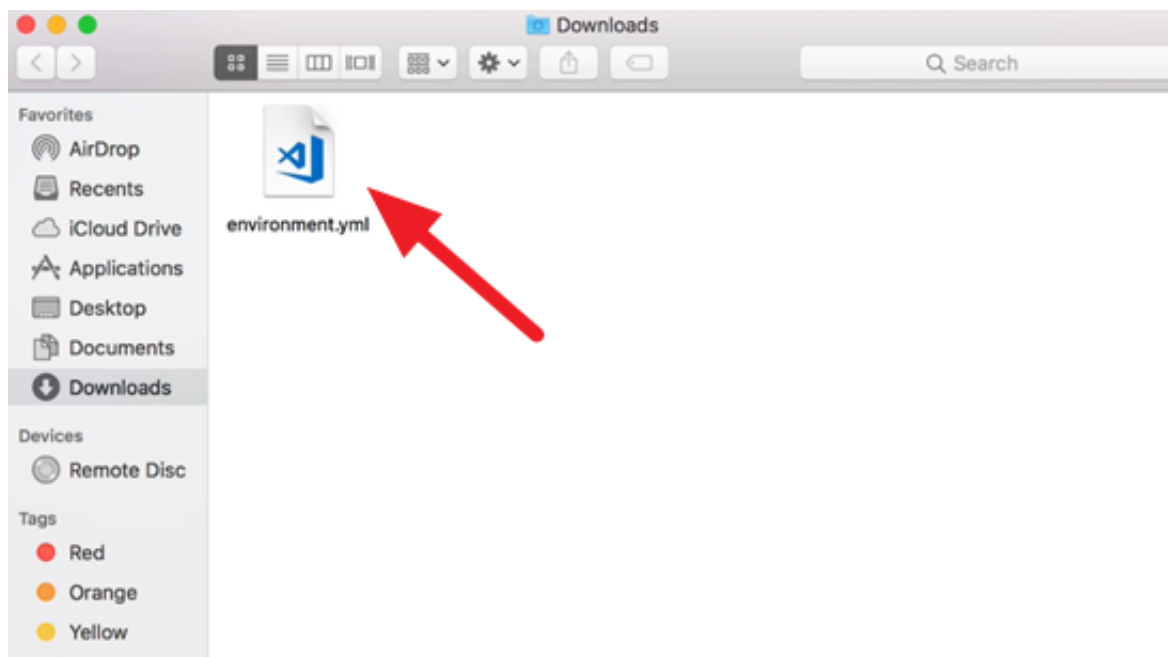 Downloads
Search
Favorites
AirDrop
Recents
iCloud Drive
Applications
Desktop
Documents
Downloads
Devices
Remote Disc
Tags
Red
Orange
Yellow
environment.yml